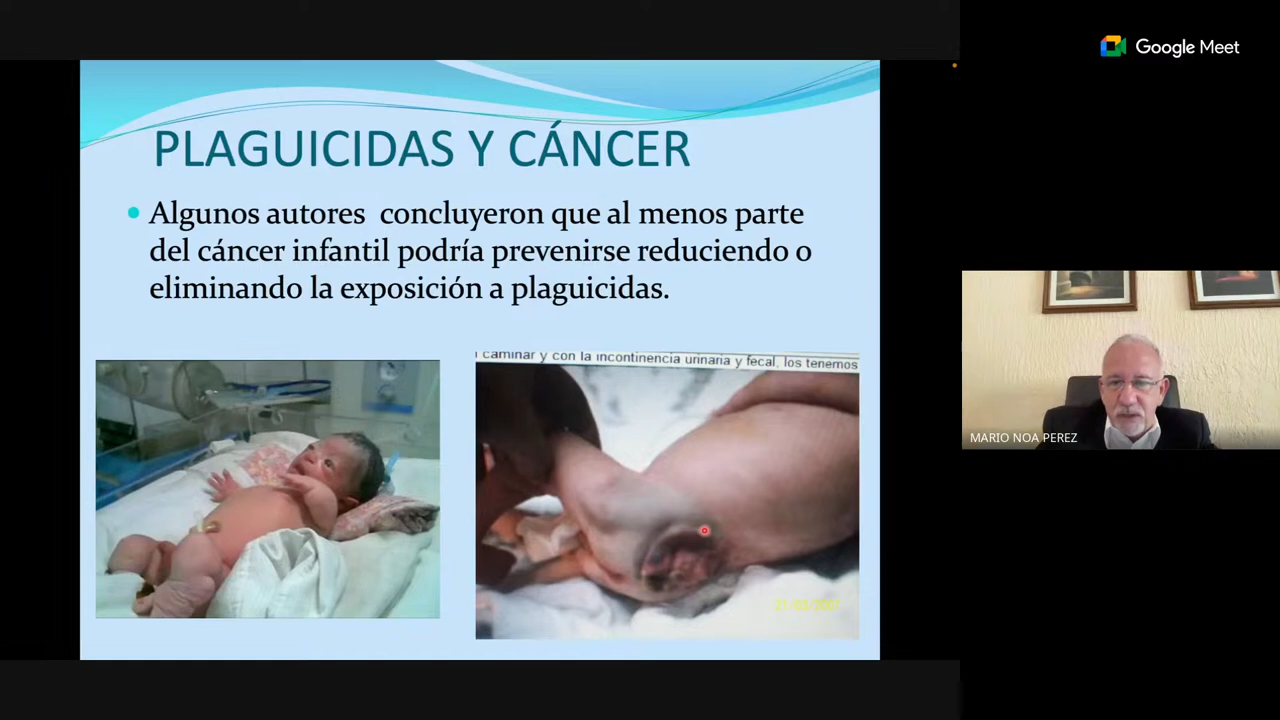 Google Meet
PLAGUICIDAS Y CÁNCER
Algunos autores concluyeron que al menos parte
del cáncer infantil podría prevenirse reduciendo o
eliminando la exposición a plaguicidas.
caminar y con la incontinencia urinaria y fecal, los tenemos
MARIO NOA PEREZ